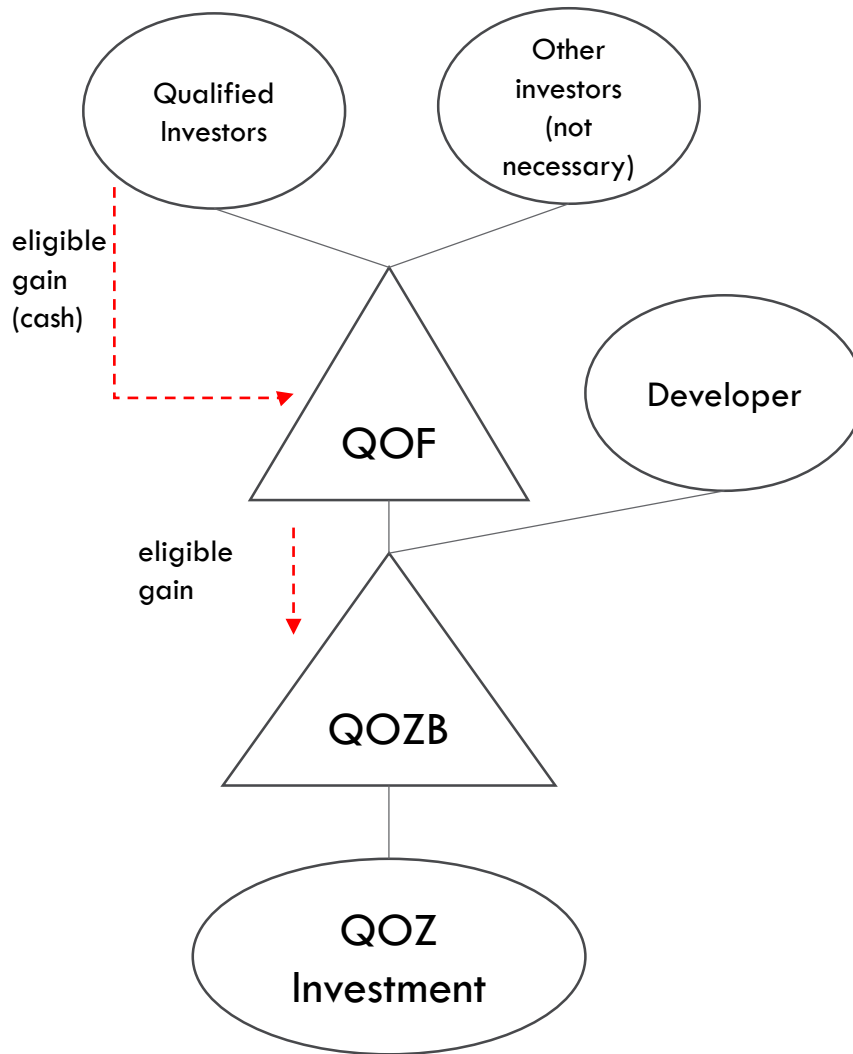 Qualified
Investors
Other
investors
(not
necessary)
eligible
gain
(cash)
Developer
QOF
eligible
gain
QOZB
QOZ
Investment